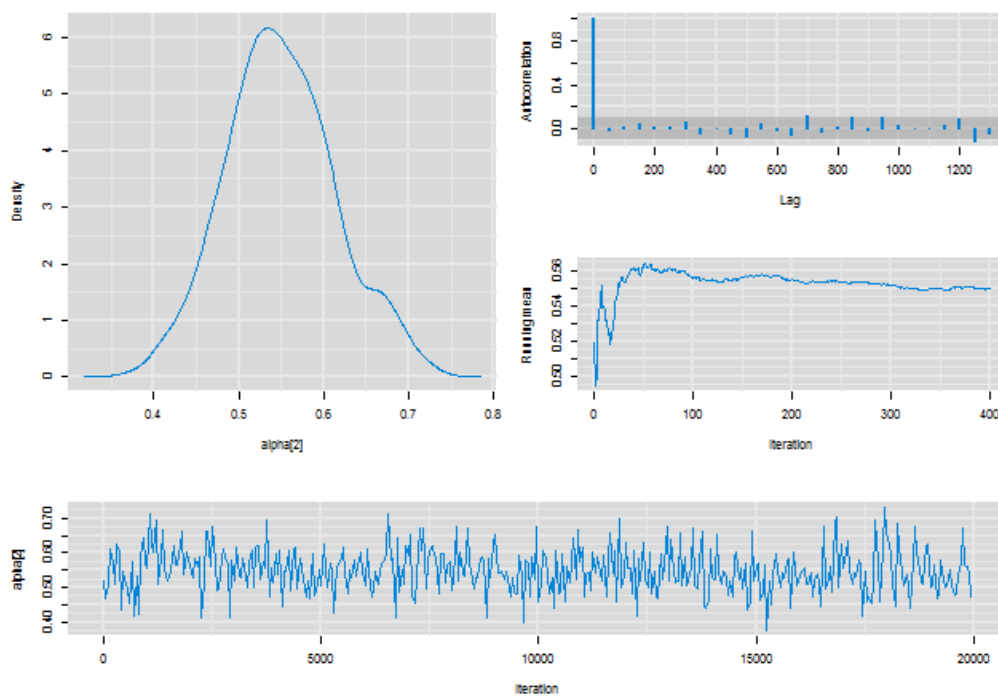 Density
0 1 2 3 4 5 6
0.4 0.5 0.6 0.7 0.8
alpha[2]
Autocorrelation
0.0 0.4 0.8
0 200 400 600 800 1000 1200
Lag
Running mean
0.50 0.52 0.54 0.56
0 100 200 300 400
Iteration
alpha[2]
0.40 0.50 0.60 0.70
0 5000 10000 15000 20000
Iteration